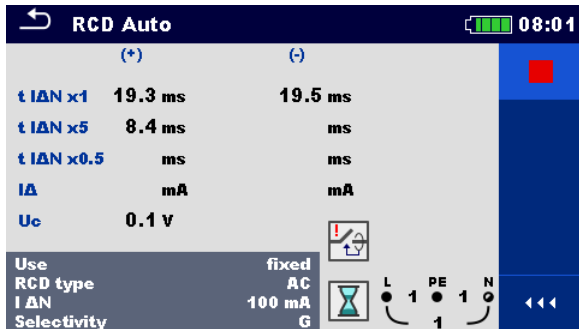 RCD Auto 08:01
(+) (-)
t IΔN x1 19.3 ms 19.5 ms
t IΔN x5 8.4 ms ms
t IΔN x0.5 ms ms
IΔ mA mA
Uc 0.1 V
!
Use fixed
RCD type AC
I ΔN 100 mA
Selectivity G
L PE N
1 1
1